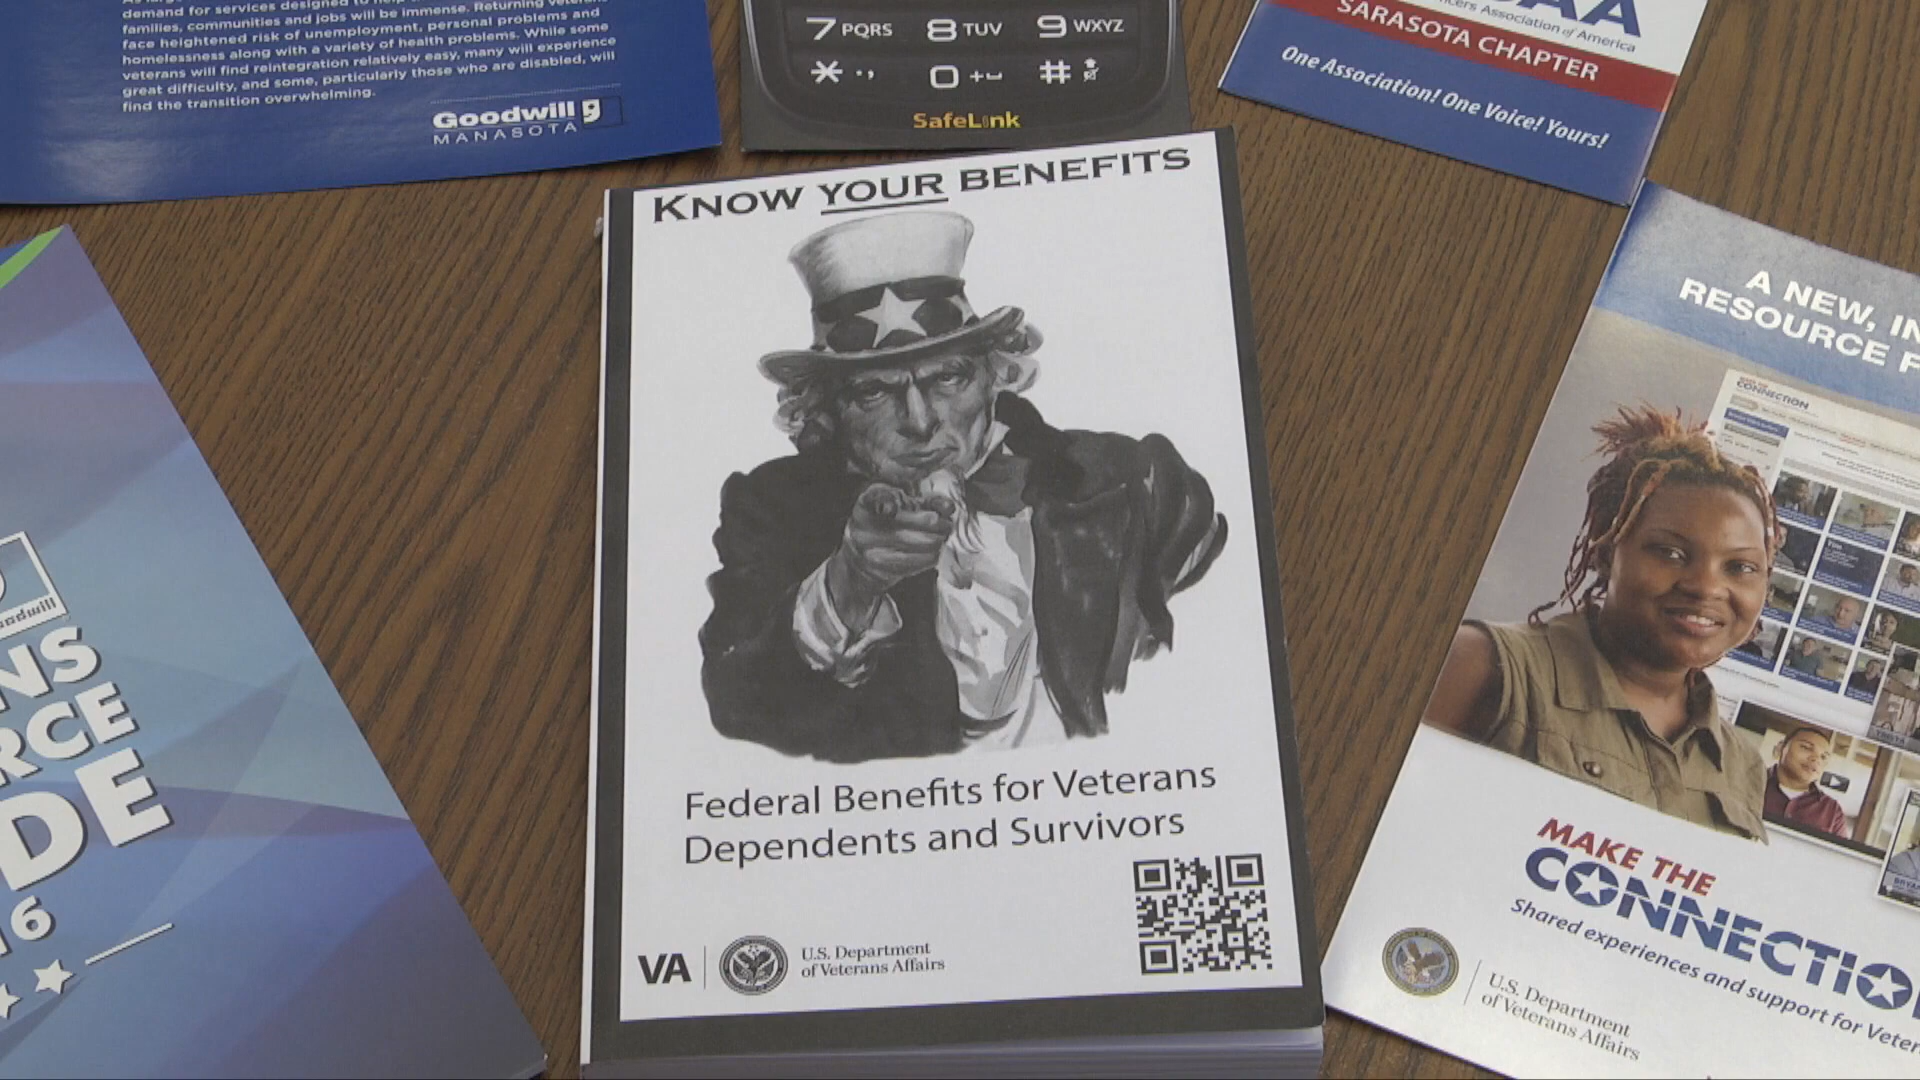 demand for services designed to help
families, communities and jobs will be immense. Returning veterans
face heightened risk of unemployment, personal problems and
homelessness along with a variety of health problems. While some
veterans will find reintegration relatively easy, many will experience
great difficulty, and some, particularly those who are disabled, will
find the transition overwhelming.
Goodwill
MANASOTA
7 PQRS 8 TUV 9 WXYZ
* ., 0 + #
SafeLink
AA
Association of America
SARASOTA CHAPTER
One Association! One Voice! Yours!
KNOW YOUR BENEFITS
Federal Benefits for Veterans
Dependents and Survivors
VA
U.S. Department
of Veterans Affairs
NS
RCE
DE
16
A NEW, IN
RESOURCE F
CONNECTION
MAKE THE
CONNECTIO
Shared experiences and support for Veter
U.S. Department
of Veterans Affairs